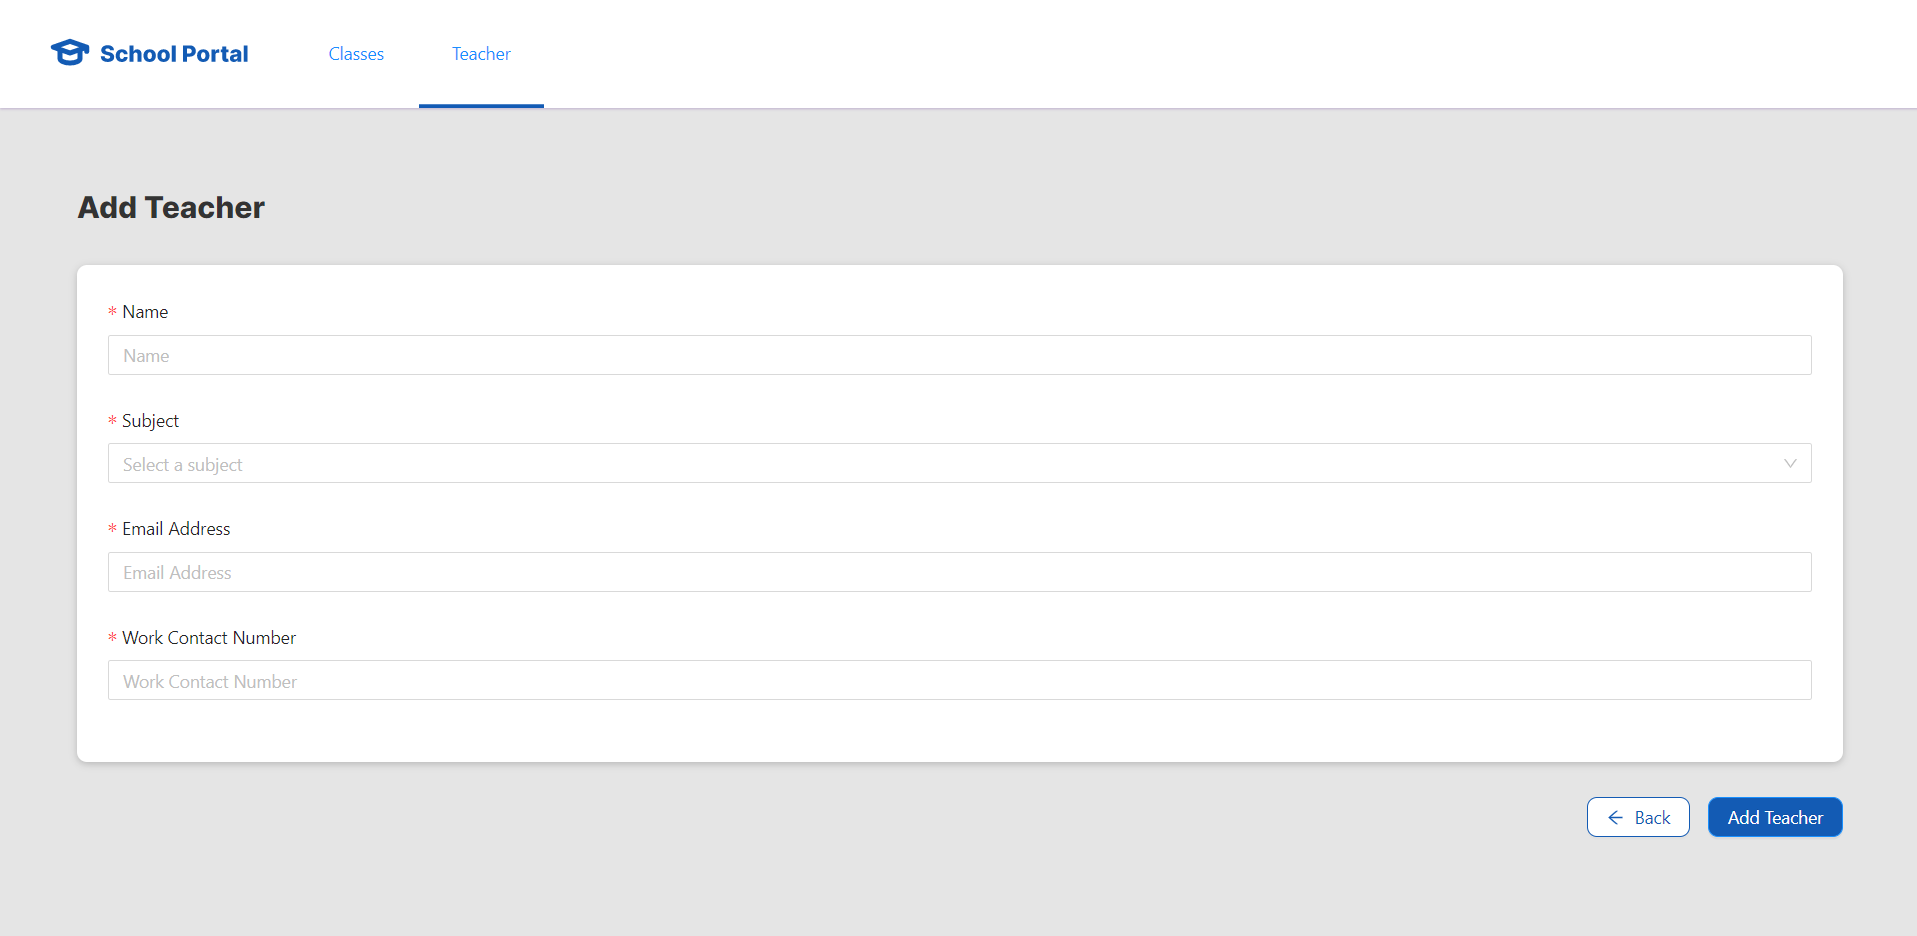 School Portal
Classes
Teacher
Add Teacher
* Name
Name
* Subject
Select a subject
* Email Address
Email Address
* Work Contact Number
Work Contact Number
Back
Add Teacher